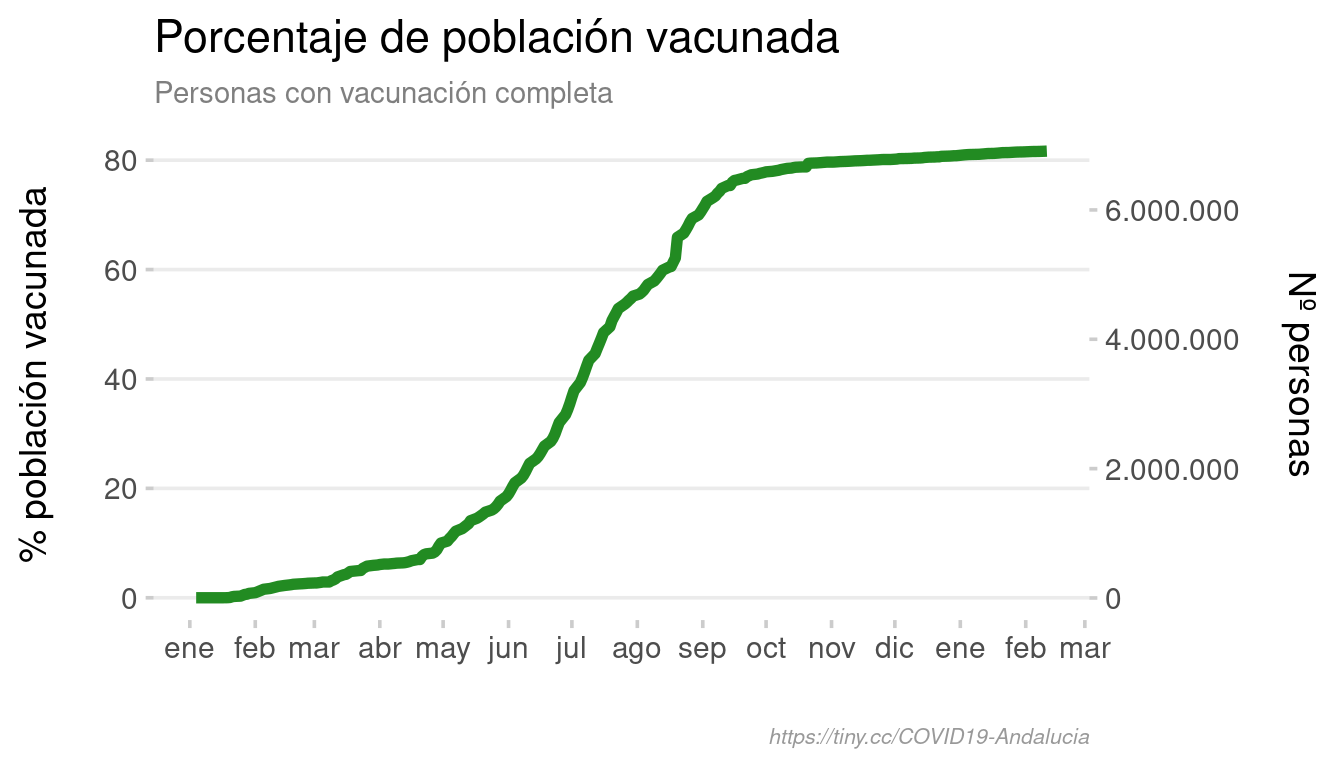 Porcentaje de población vacunada
Personas con vacunación completa
% población vacunada
80
60
40
20
0
6.000.000
4.000.000
2.000.000
0
Nº personas
ene feb mar abr may jun jul ago sep oct nov dic ene feb mar
https://tiny.cc/COVID19-Andalucia